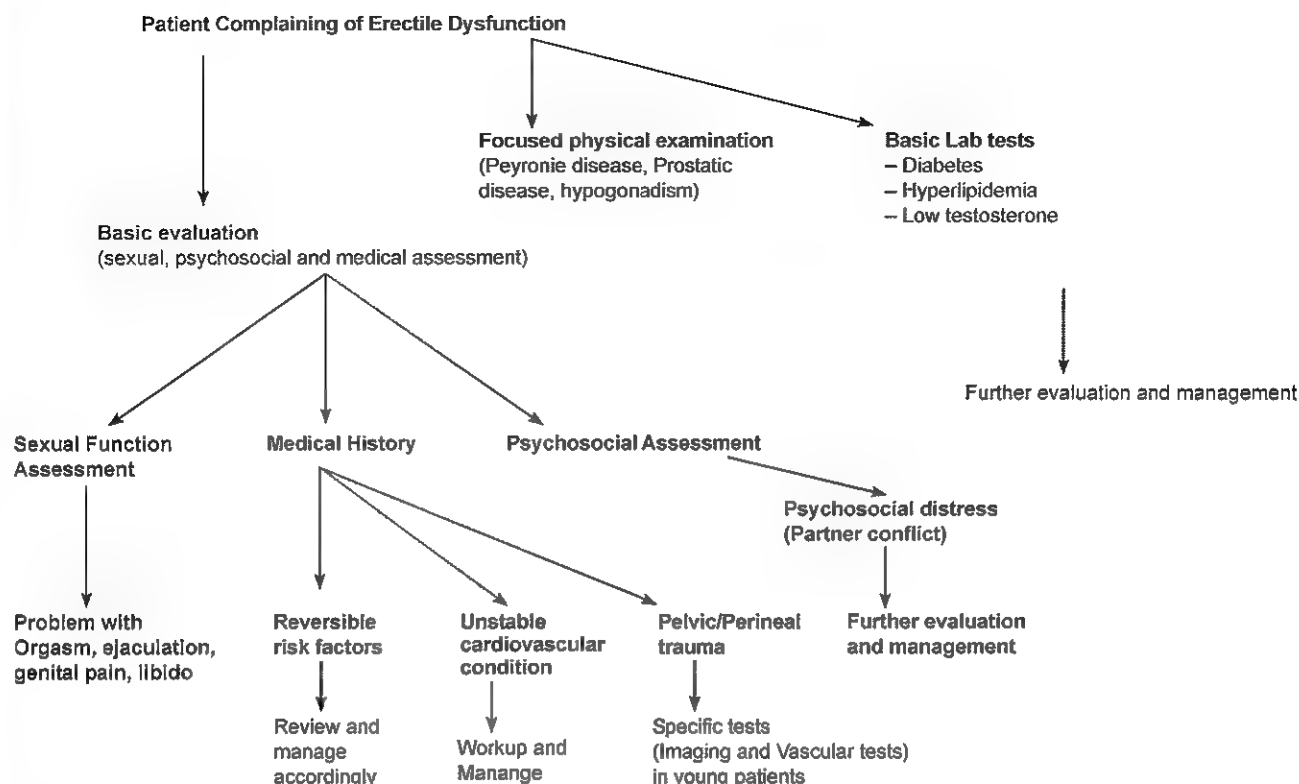 Patient Complaining of Erectile Dysfunction
Focused physical examination
(Peyronie disease, Prostatic
disease, hypogonadism)
Basic Lab tests
– Diabetes
– Hyperlipidemia
– Low testosterone
Basic evaluation
(sexual, psychosocial and medical assessment)
Further evaluation and management
Sexual Function
Assessment
Medical History
Psychosocial Assessment
Psychosocial distress
(Partner conflict)
Problem with
Orgasm, ejaculation,
genital pain, libido
Reversible
risk factors
Unstable
cardiovascular
condition
Pelvic/Perineal
trauma
Further evaluation
and management
Review and
manage
accordingly
Workup and
Manange
Specific tests
(Imaging and Vascular tests)
in young patients